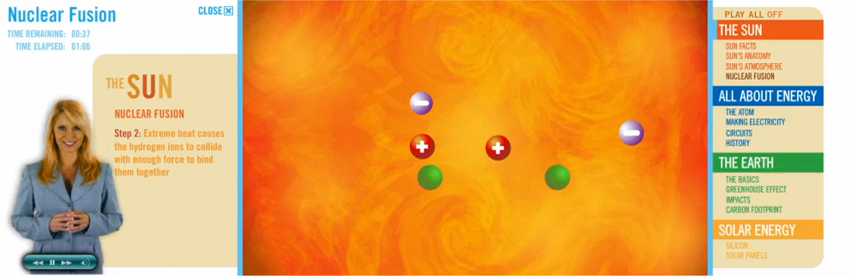 Nuclear Fusion
CLOSE
TIME REMAINING: 00:37
TIME ELAPSED: 01:06
THE SUN
NUCLEAR FUSION
Step 2: Extreme heat causes
the hydrogen ions to collide
with enough force to bind
them together
PLAY ALL OFF
THE SUN
SUN FACTS
SUN'S ANATOMY
SUN'S ATMOSPHERE
NUCLEAR FUSION
ALL ABOUT ENERGY
THE ATOM
MAKING ELECTRICITY
CIRCUITS
HISTORY
THE EARTH
THE BASICS
GREENHOUSE EFFECT
IMPACTS
CARBON FOOTPRINT
SOLAR ENERGY
SILICON
SOLAR PANELS